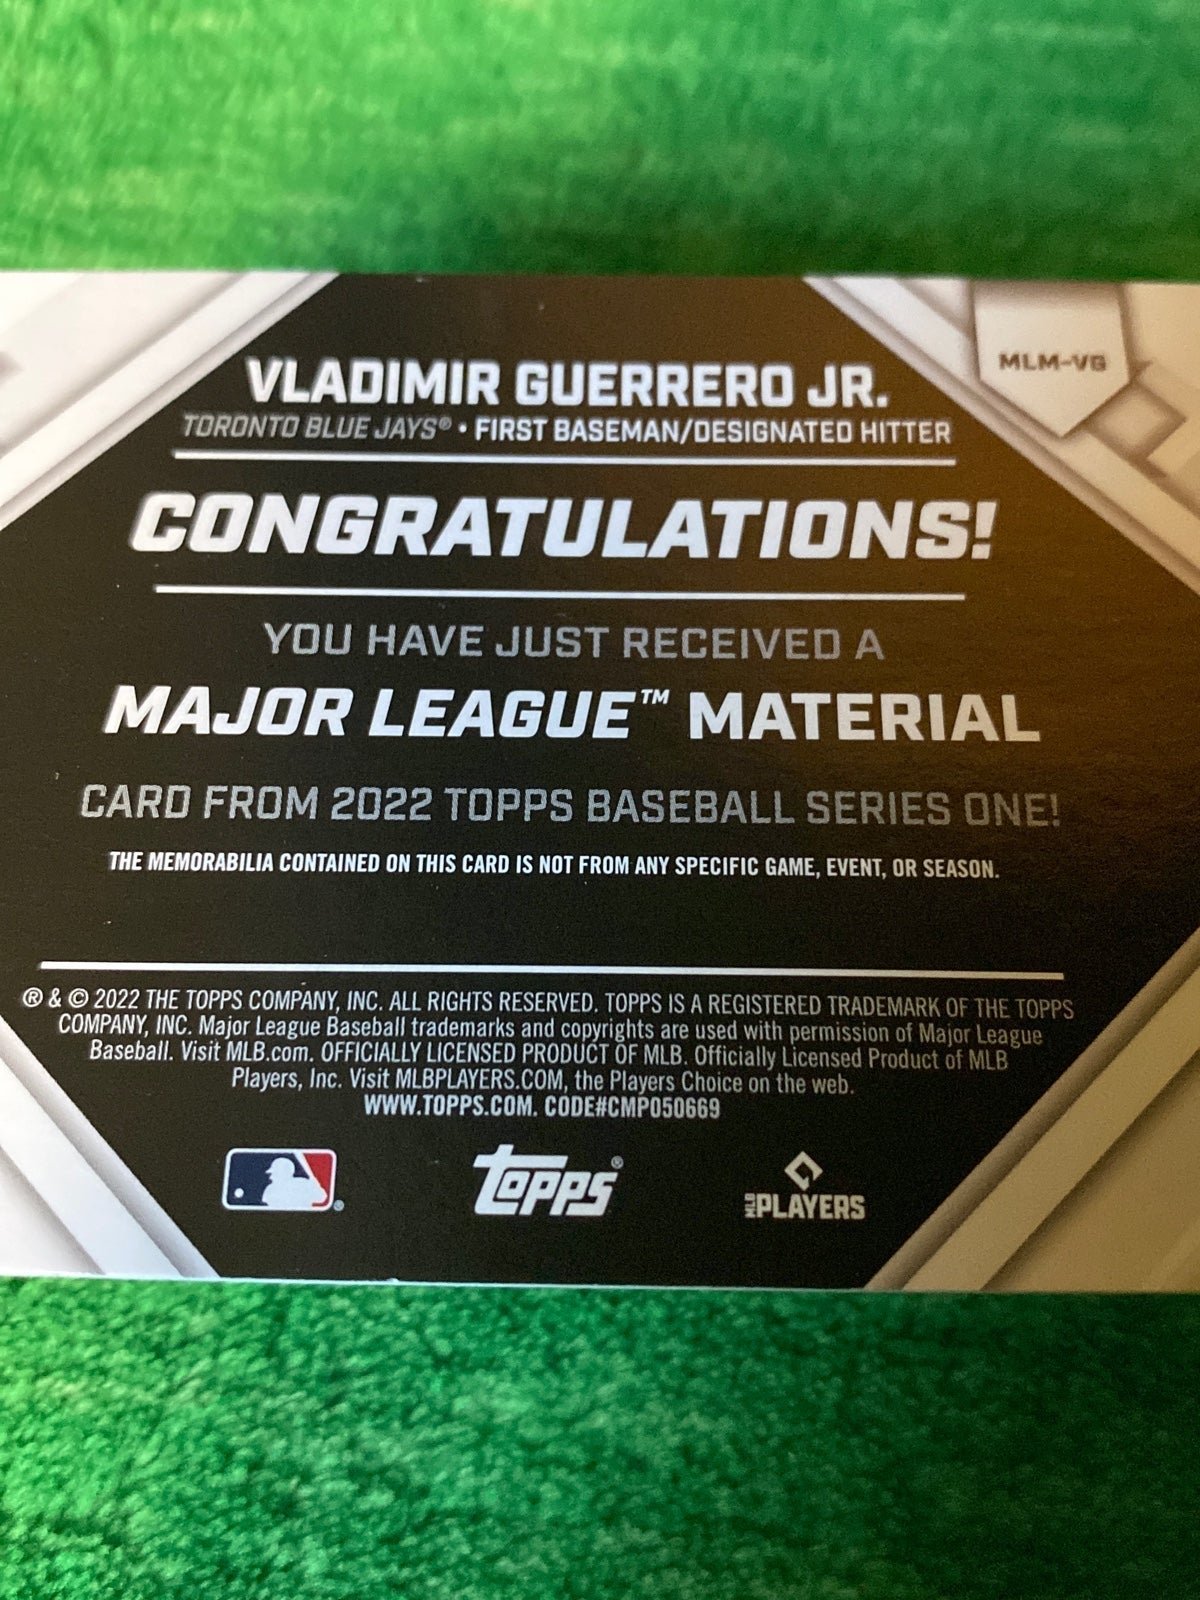 MLM-VG
VLADIMIR GUERRERO JR.
TORONTO BLUE JAYS® • FIRST BASEMAN/DESIGNATED HITTER
CONGRATULATIONS!
YOU HAVE JUST RECEIVED A
MAJOR LEAGUE™ MATERIAL
CARD FROM 2022 TOPPS BASEBALL SERIES ONE!
THE MEMORABILIA CONTAINED ON THIS CARD IS NOT FROM ANY SPECIFIC GAME, EVENT, OR SEASON.
® & © 2022 THE TOPPS COMPANY, INC. ALL RIGHTS RESERVED. TOPPS IS A REGISTERED TRADEMARK OF THE TOPPS
COMPANY, INC. Major League Baseball trademarks and copyrights are used with permission of Major League
Baseball. Visit MLB.com. OFFICIALLY LICENSED PRODUCT OF MLB. Officially Licensed Product of MLB
Players, Inc. Visit MLBPLAYERS.COM, the Players Choice on the web.
WWW.TOPPS.COM. CODE#CMP050669
® Topps® MLB PLAYERS